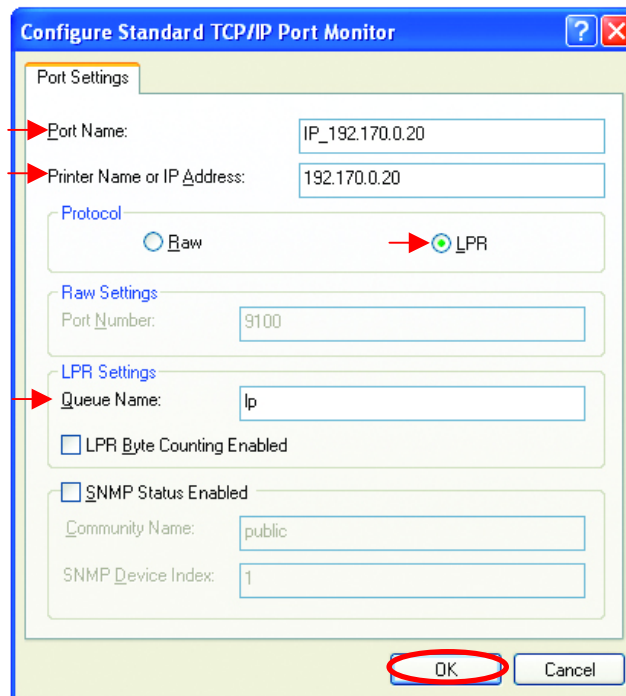 Configure Standard TCP/IP Port Monitor
Port Settings
Port Name: IP_192.170.0.20
Printer Name or IP Address: 192.170.0.20
Protocol
Raw LPR
Raw Settings
Port Number: 9100
LPR Settings
Queue Name: lp
LPR Byte Counting Enabled
SNMP Status Enabled
Community Name: public
SNMP Device Index: 1
OK Cancel